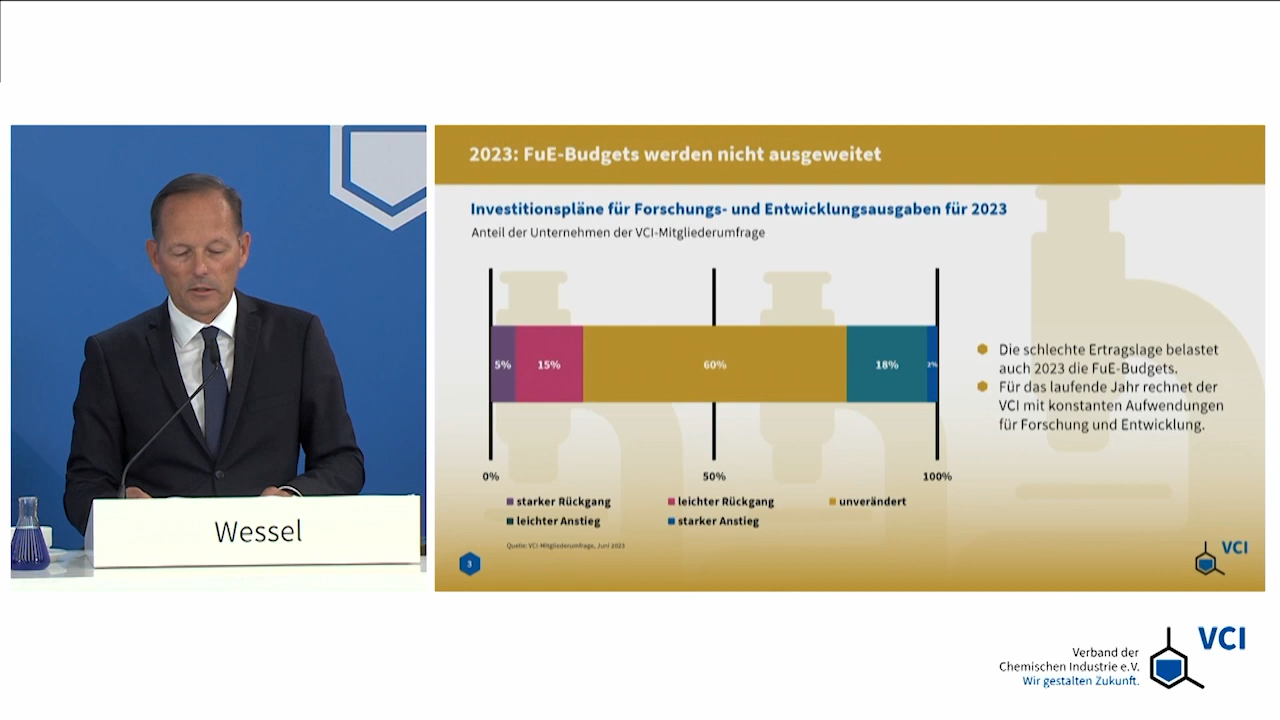 Wessel
2023: FuE-Budgets werden nicht ausgeweitet
Investitionspläne für Forschungs- und Entwicklungsausgaben für 2023
Anteil der Unternehmen der VCI-Mitgliederumfrage
5% 15% 60% 18% 2%
0% 50% 100%
starker Rückgang leichter Rückgang unverändert
leichter Anstieg starker Anstieg
Quelle: VCI-Mitgliederumfrage, Juni 2023
Die schlechte Ertragslage belastet
auch 2023 die FuE-Budgets.
Für das laufende Jahr rechnet der
VCI mit konstanten Aufwendungen
für Forschung und Entwicklung.
3
VCI
Verband der
Chemischen Industrie e.V.
Wir gestalten Zukunft.
VCI